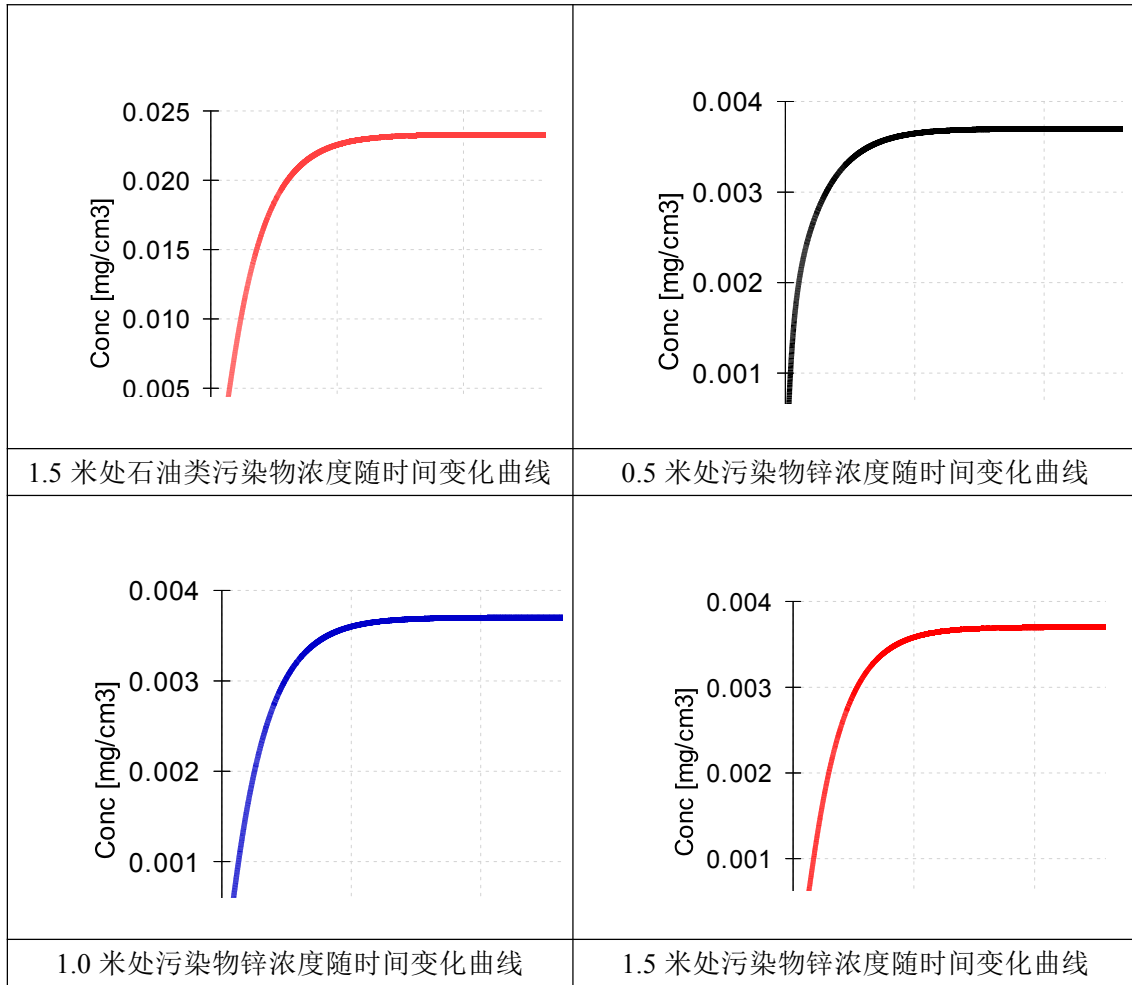 0.025
0.020
0.015
0.010
0.005
Conc [mg/cm3]
1.5 米处石油类污染物浓度随时间变化曲线
0.004
0.003
0.002
0.001
Conc [mg/cm3]
0.5 米处污染物锌浓度随时间变化曲线
0.004
0.003
0.002
0.001
Conc [mg/cm3]
1.0 米处污染物锌浓度随时间变化曲线
0.004
0.003
0.002
0.001
Conc [mg/cm3]
1.5 米处污染物锌浓度随时间变化曲线